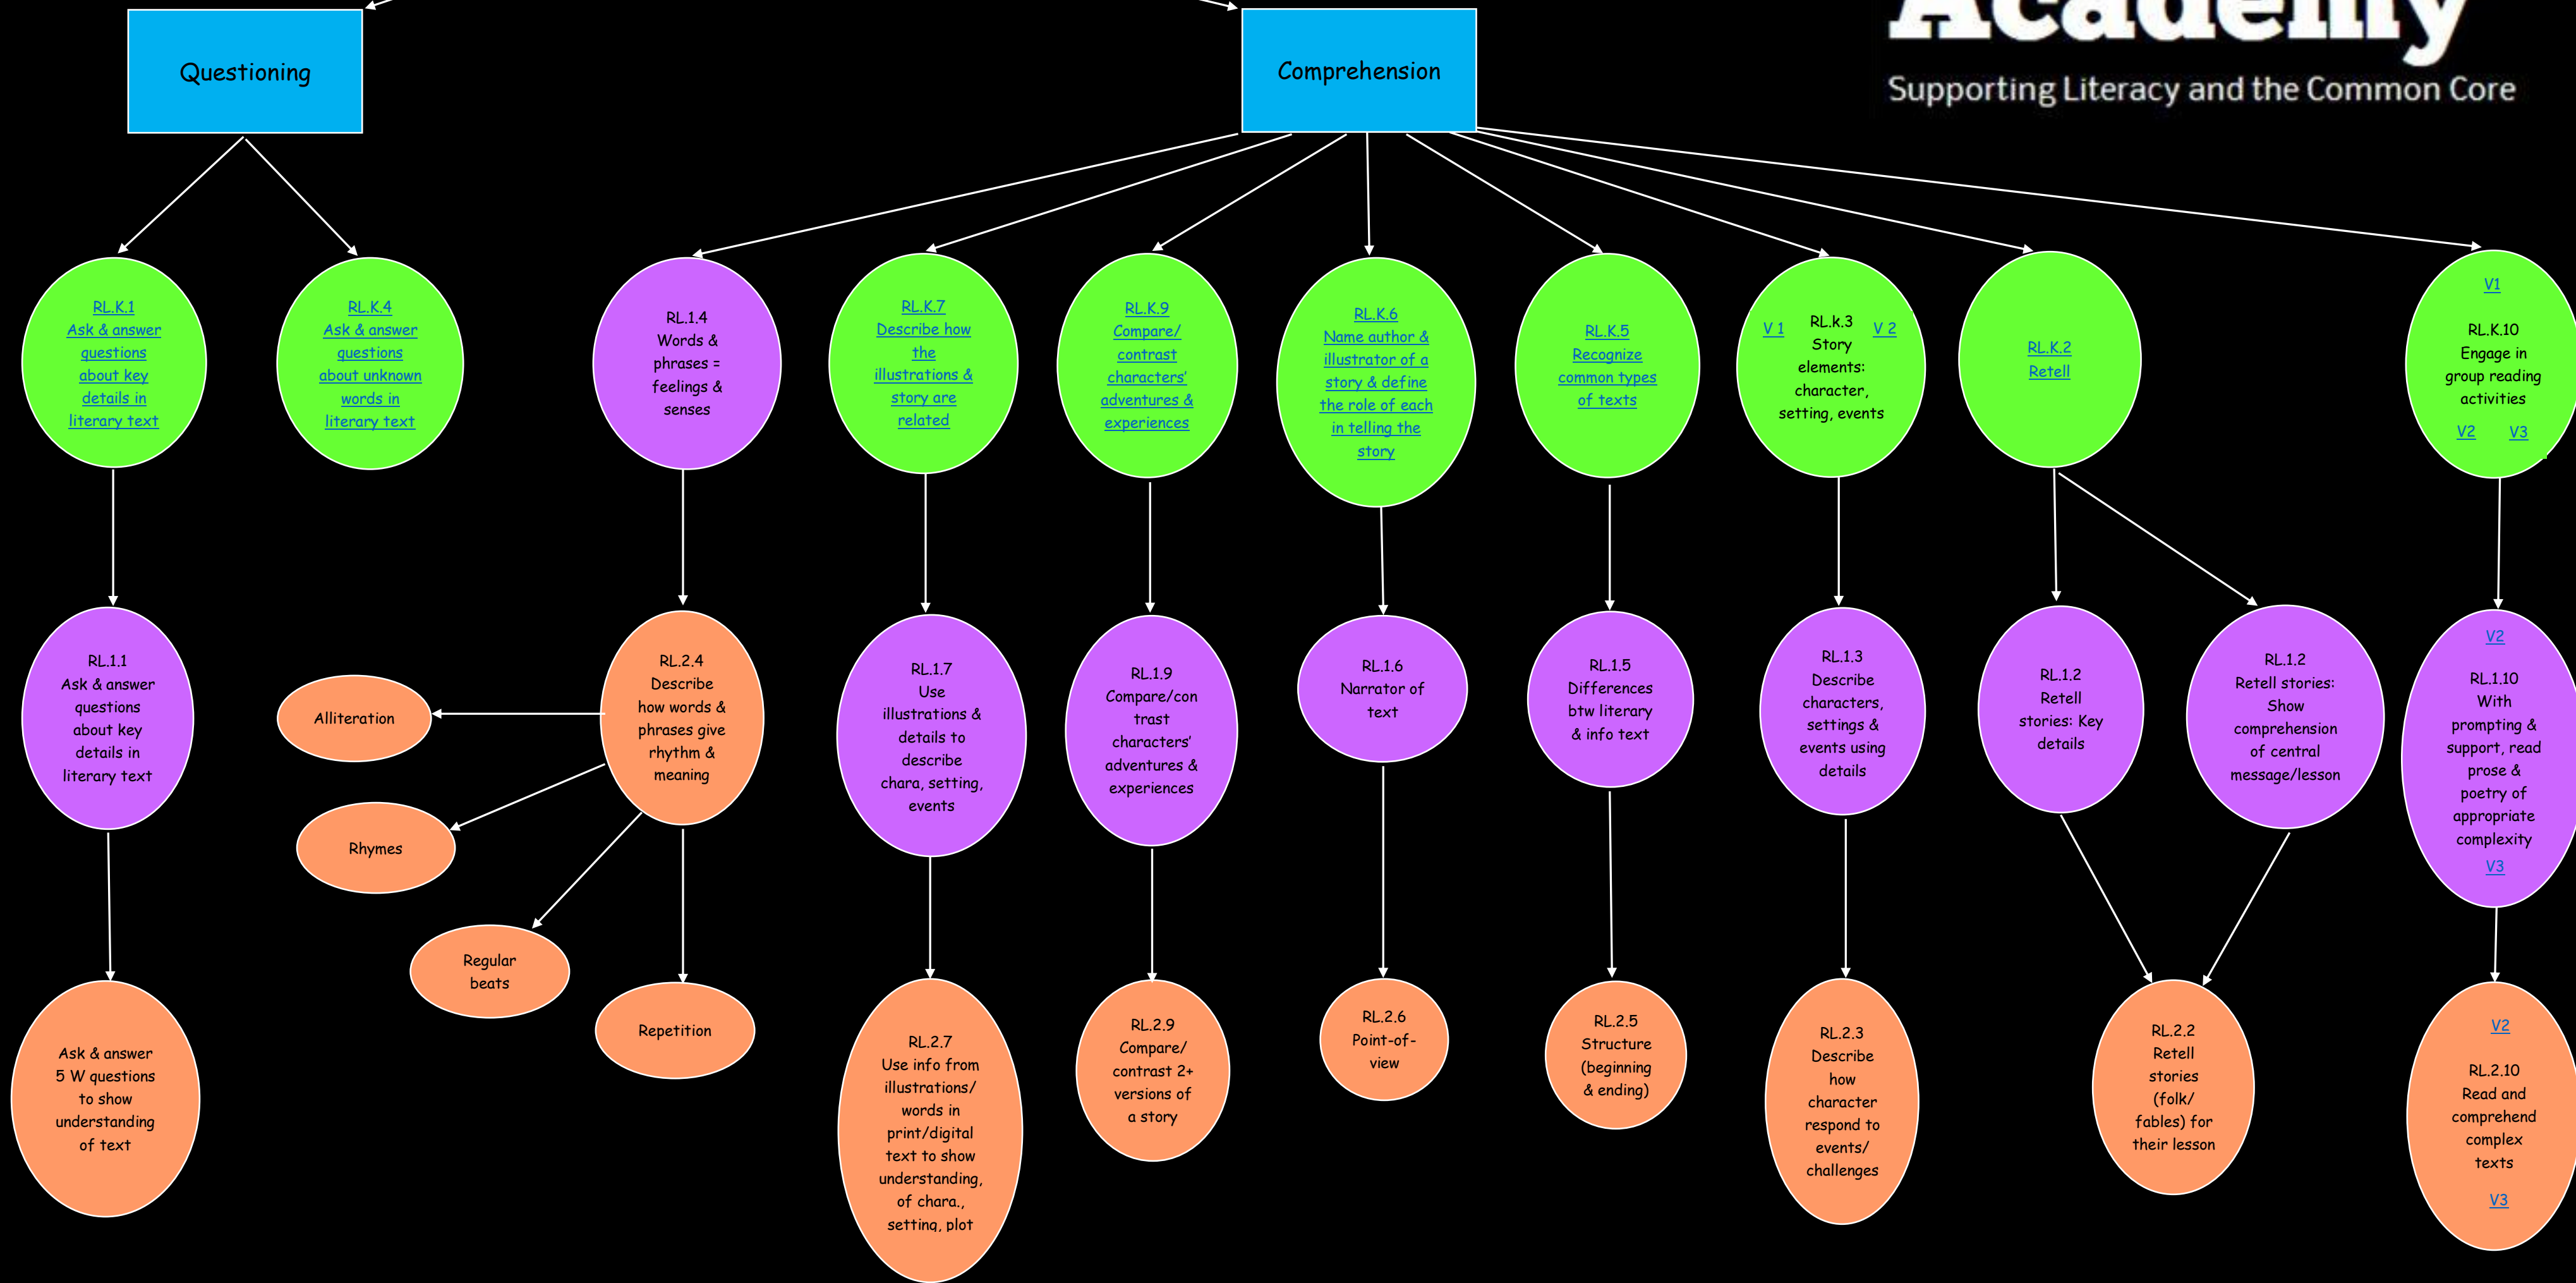 Academy
Supporting Literacy and the Common Core
Questioning
Comprehension
RL.K.1
Ask & answer
questions
about key
details in
literary text
RL.K.4
Ask & answer
questions
about unknown
words in
literary text
RL.1.4
Words &
phrases =
feelings &
senses
RL.K.7
Describe how
the
illustrations &
story are
related
RL.K.9
Compare/
contrast
characters’
adventures &
experiences
RL.K.6
Name author &
illustrator of a
story & define
the role of each
in telling the
story
RL.K.5
Recognize
common types
of texts
V 1
RL.k.3
V 2
Story
elements:
character,
setting, events
RL.K.2
Retell
V1
RL.K.10
Engage in
group reading
activities
V2
V3
RL.1.1
Ask & answer
questions
about key
details in
literary text
Alliteration
Rhymes
Regular
beats
Repetition
RL.2.4
Describe
how words &
phrases give
rhythm &
meaning
RL.1.7
Use
illustrations &
details to
describe
chara, setting,
events
RL.1.9
Compare/con
trast
characters’
adventures &
experiences
RL.1.6
Narrator of
text
RL.1.5
Differences
btw literary
& info text
RL.1.3
Describe
characters,
settings &
events using
details
RL.1.2
Retell
stories: Key
details
RL.1.2
Retell stories:
Show
comprehension
of central
message/lesson
V2
RL.1.10
With
prompting &
support, read
prose &
poetry of
appropriate
complexity
V3
Ask & answer
5 W questions
to show
understanding
of text
RL.2.7
Use info from
illustrations/
words in
print/digital
text to show
understanding,
of chara.,
setting, plot
RL.2.9
Compare/
contrast 2+
versions of
a story
RL.2.6
Point-of-
view
RL.2.5
Structure
(beginning
& ending)
RL.2.3
Describe
how
character
respond to
events/
challenges
RL.2.2
Retell
stories
(folk/
fables) for
their lesson
V2
RL.2.10
Read and
comprehend
complex
texts
V3